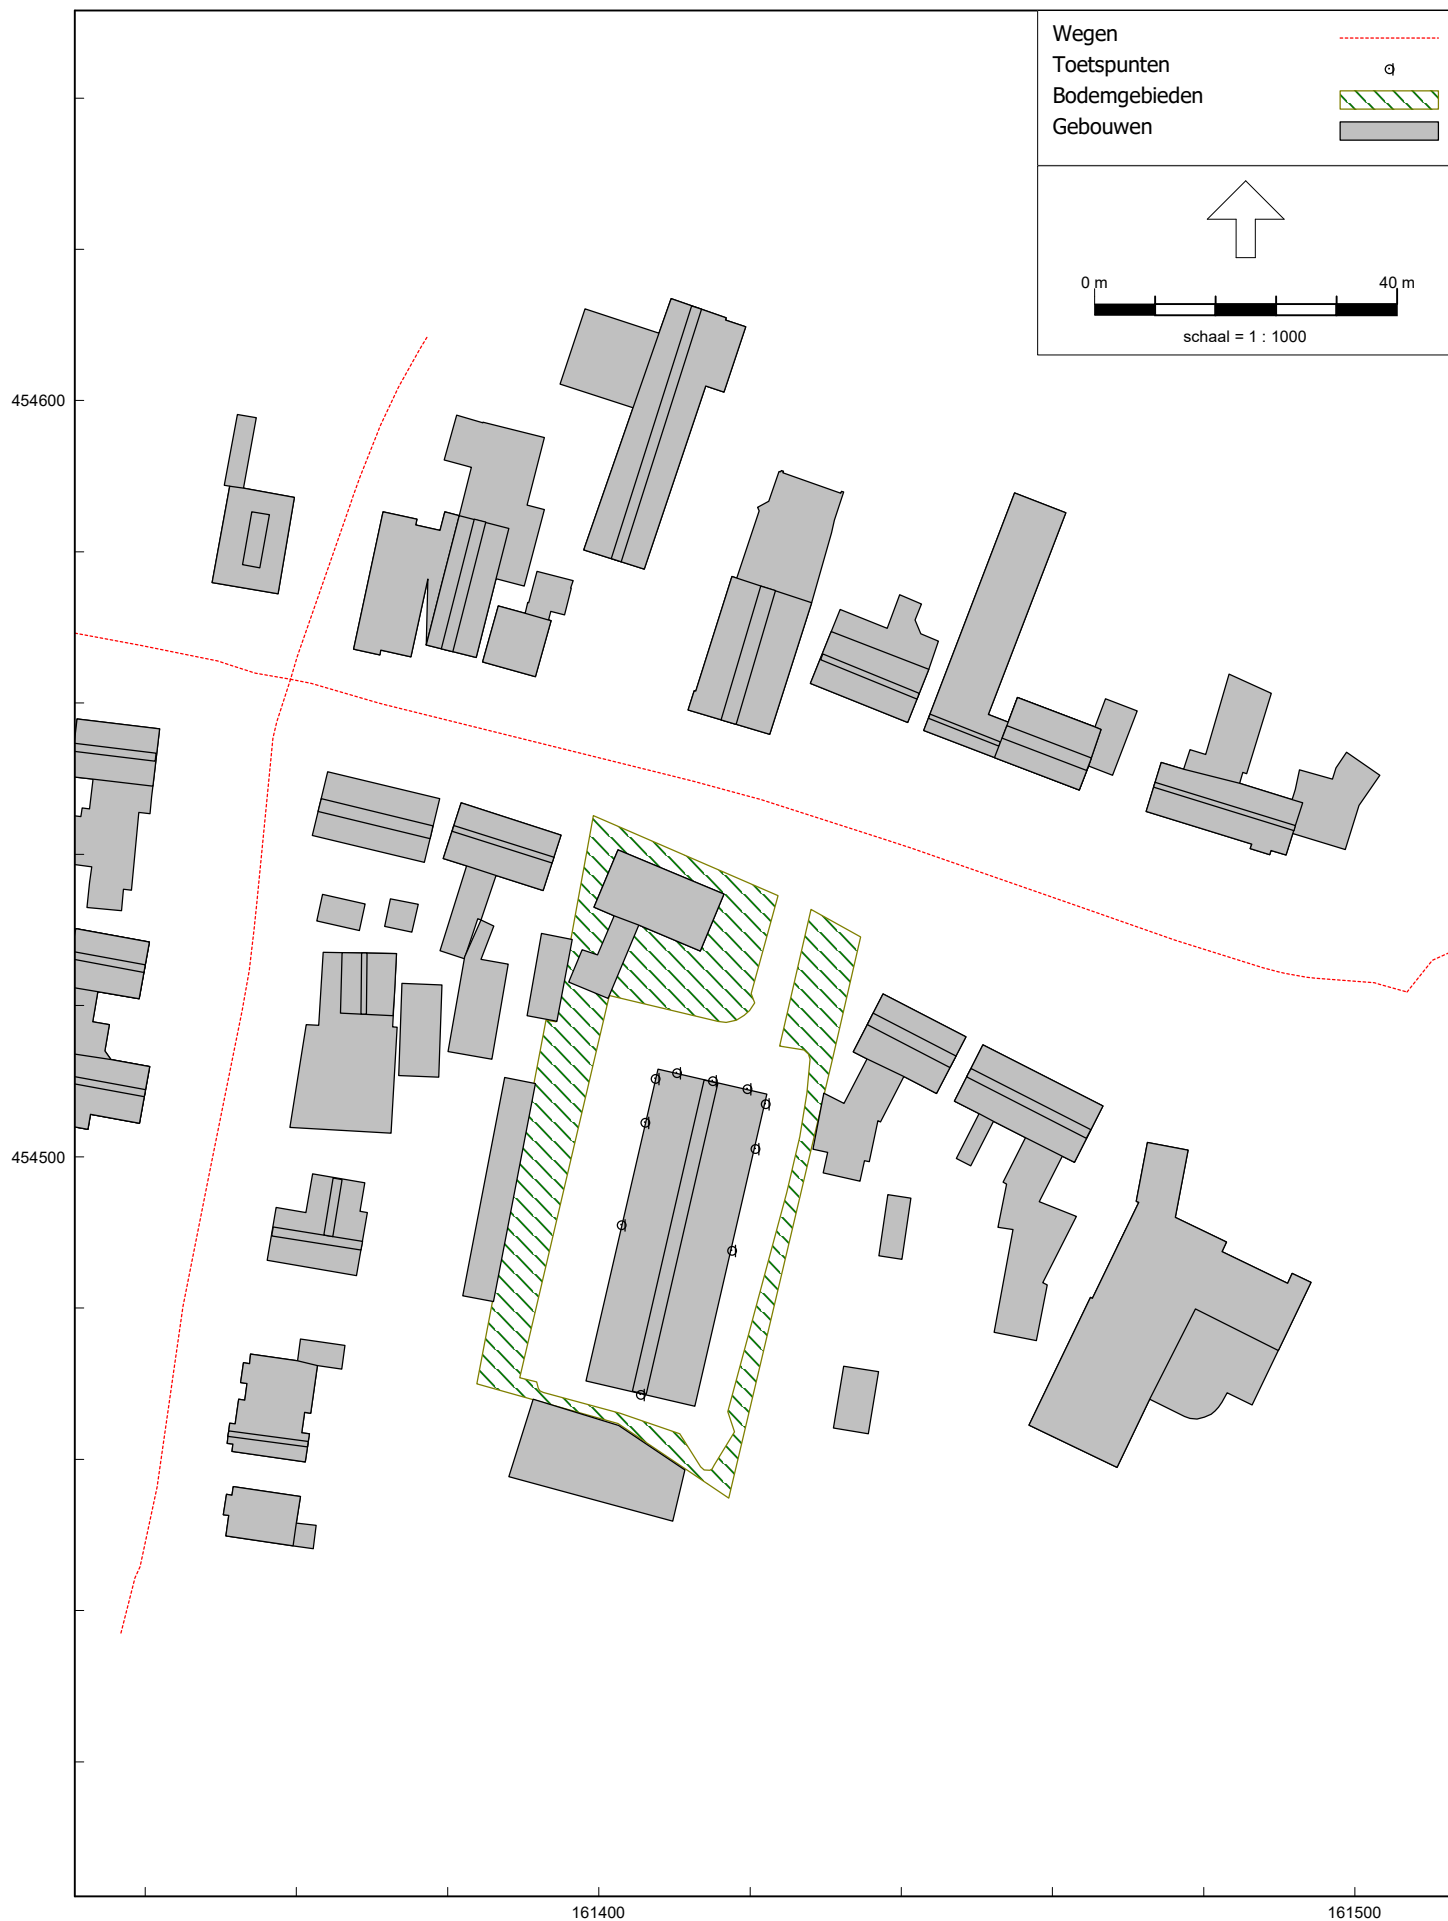 Wegen
Toetspunten
Bodemgebieden
Gebouwen
0 m 40 m
schaal = 1 : 1000
454600
454500
161400 161500